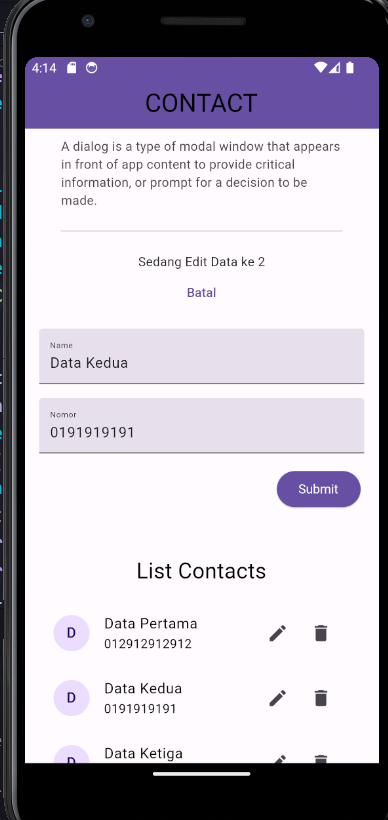 4:14
CONTACT
A dialog is a type of modal window that appears
in front of app content to provide critical
information, or prompt for a decision to be
made.
Sedang Edit Data ke 2
Batal
Name
Data Kedua
Nomor
0191919191
Submit
List Contacts
D
Data Pertama
012912912912
D
Data Kedua
0191919191
D
Data Ketiga